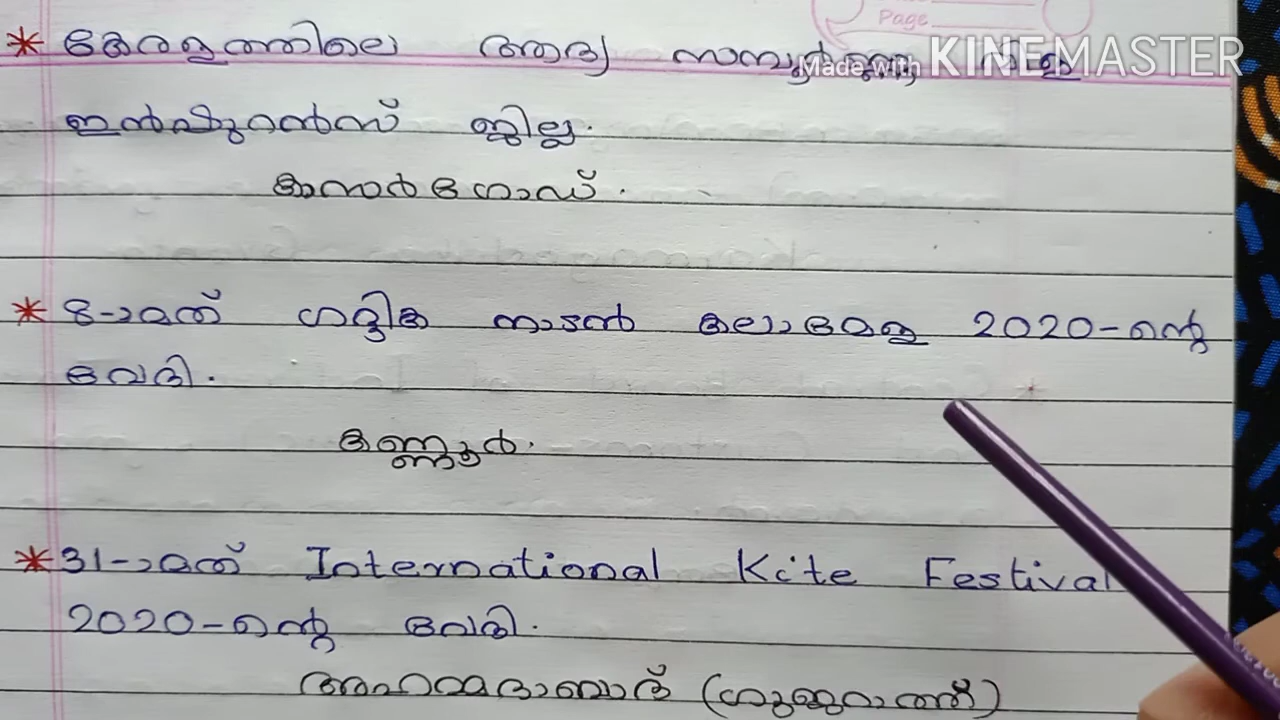 Page
Made with KINEMASTER
* കേരളത്തിലെ ആദ്യ സമ്പൂർണ്ണ വിള
ഇൻഷുറൻസ് ജില്ല.
കാസർഗോഡ്.
* 8-ാമത് ഗദ്ദിക നാടൻ കലാമേള 2020-ന്റെ
വേദി.
കണ്ണൂർ.
* 31-ാമത് International Kite Festival
2020-ന്റെ വേദി.
അഹമ്മദാബാദ് (ഗുജറാത്ത്)